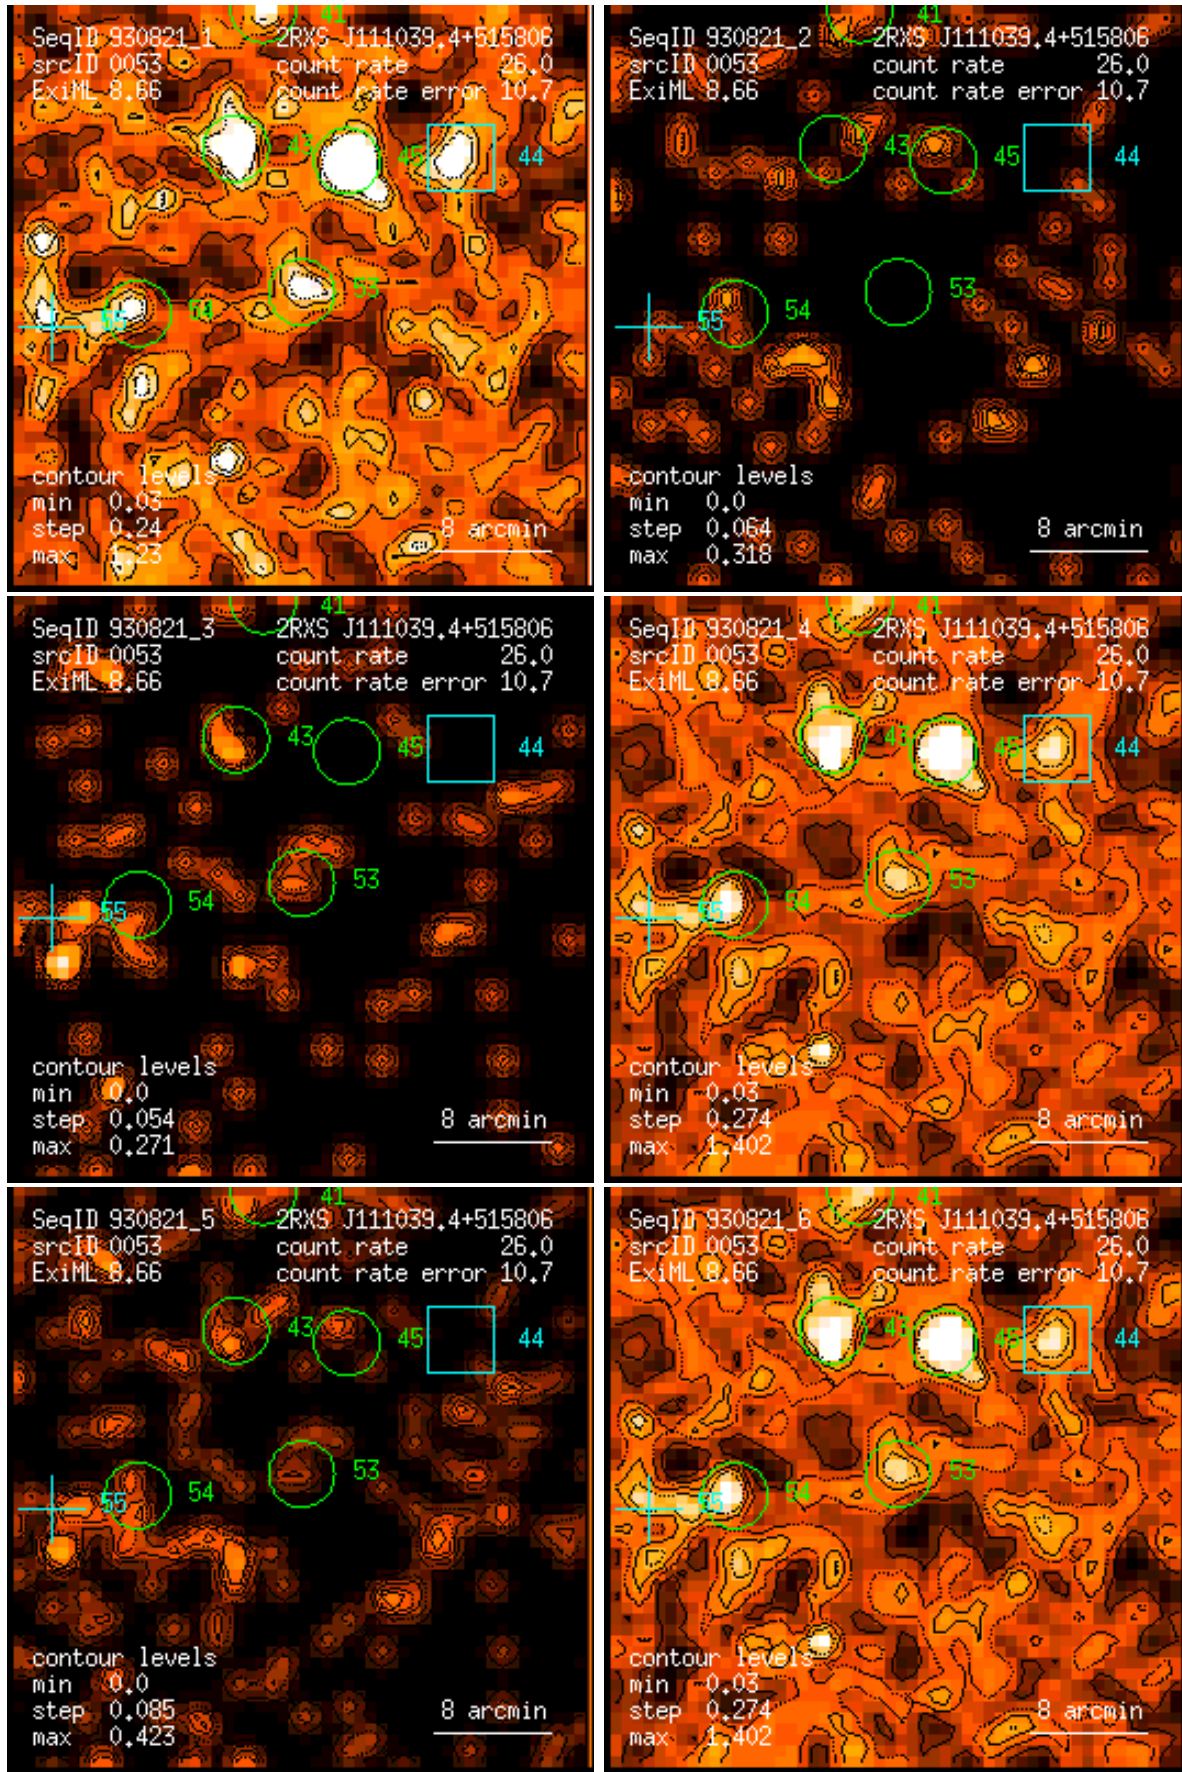 41
SeqID 930821_1 2RXS J111039.4+515806
srcID 0053 count rate 26.0
ExiML 8.66 count rate error 10.7
43 45 44
53
54
55
contour levels
min 0.03
step 0.24 8 arcmin
max 1.23
41
SeqID 930821_2 2RXS J111039.4+515806
srcID 0053 count rate 26.0
ExiML 8.66 count rate error 10.7
43 45 44
53
54
55
contour levels
min 0.0
step 0.064 8 arcmin
max 0.318
41
SeqID 930821_3 2RXS J111039.4+515806
srcID 0053 count rate 26.0
ExiML 8.66 count rate error 10.7
43 45 44
53
54
55
contour levels
min 0.0
step 0.054 8 arcmin
max 0.271
41
SeqID 930821_4 2RXS J111039.4+515806
srcID 0053 count rate 26.0
ExiML 8.66 count rate error 10.7
43 45 44
53
54
55
contour levels
min 0.03
step 0.274 8 arcmin
max 1.402
41
SeqID 930821_5 2RXS J111039.4+515806
srcID 0053 count rate 26.0
ExiML 8.66 count rate error 10.7
43 45 44
53
54
55
contour levels
min 0.0
step 0.085 8 arcmin
max 0.423
41
SeqID 930821_6 2RXS J111039.4+515806
srcID 0053 count rate 26.0
ExiML 8.66 count rate error 10.7
43 45 44
53
54
55
contour levels
min 0.03
step 0.274 8 arcmin
max 1.402